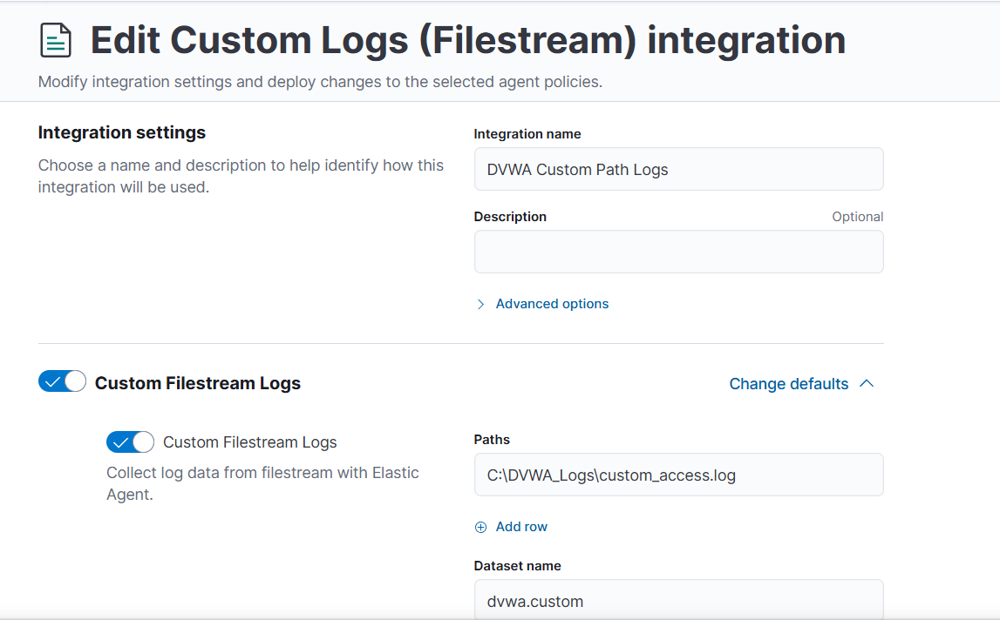 Edit Custom Logs (Filestream) integration
Modify integration settings and deploy changes to the selected agent policies.
Integration settings
Choose a name and description to help identify how this
integration will be used.
Integration name
DVWA Custom Path Logs
Description
Optional
Advanced options
Custom Filestream Logs
Change defaults
Custom Filestream Logs
Collect log data from filestream with Elastic
Agent.
Paths
C:\DVWA_Logs\custom_access.log
Add row
Dataset name
dvwa.custom